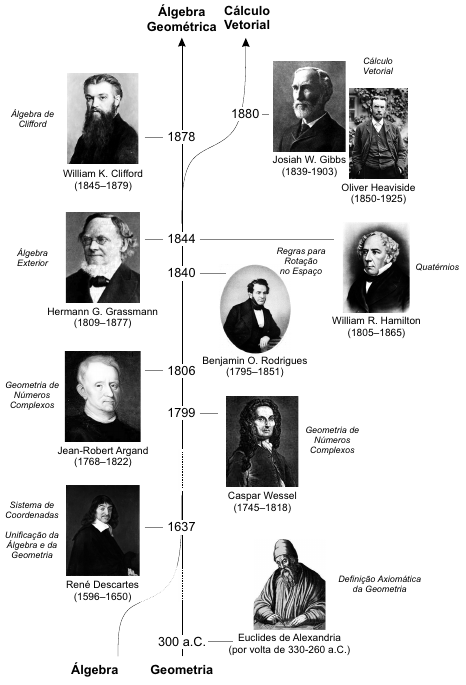 Álgebra
Geométrica
Cálculo
Vetorial
Cálculo
Vetorial
Álgebra de
Clifford
1880
1878
William K. Clifford
(1845–1879)
Josiah W. Gibbs
(1839-1903)
Oliver Heaviside
(1850-1925)
1844
Álgebra
Exterior
Regras para
Rotação
no Espaço
Quatérnios
1840
Hermann G. Grassmann
(1809–1877)
William R. Hamilton
(1805–1865)
Benjamin O. Rodrigues
(1795–1851)
1806
Geometria de
Números
Complexos
1799
Geometria de
Números
Complexos
Jean-Robert Argand
(1768–1822)
Caspar Wessel
(1745–1818)
Sistema de
Coordenadas
Unificação da
Álgebra e da
Geometria
1637
René Descartes
(1596–1650)
Definição Axiomática
da Geometria
300 a.C.
Euclides de Alexandria
(por volta de 330-260 a.C.)
Álgebra
Geometria